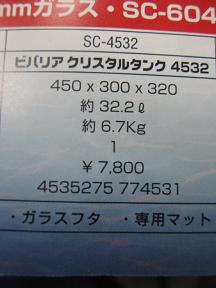 mmガラス・SC-604
SC-4532
ビバリア クリスタルタンク 4532
450 x 300 x 320
約 32.2ℓ
約 6.7Kg
1
￥7,800
4535275 774531
・ガラスフタ ・専用マット